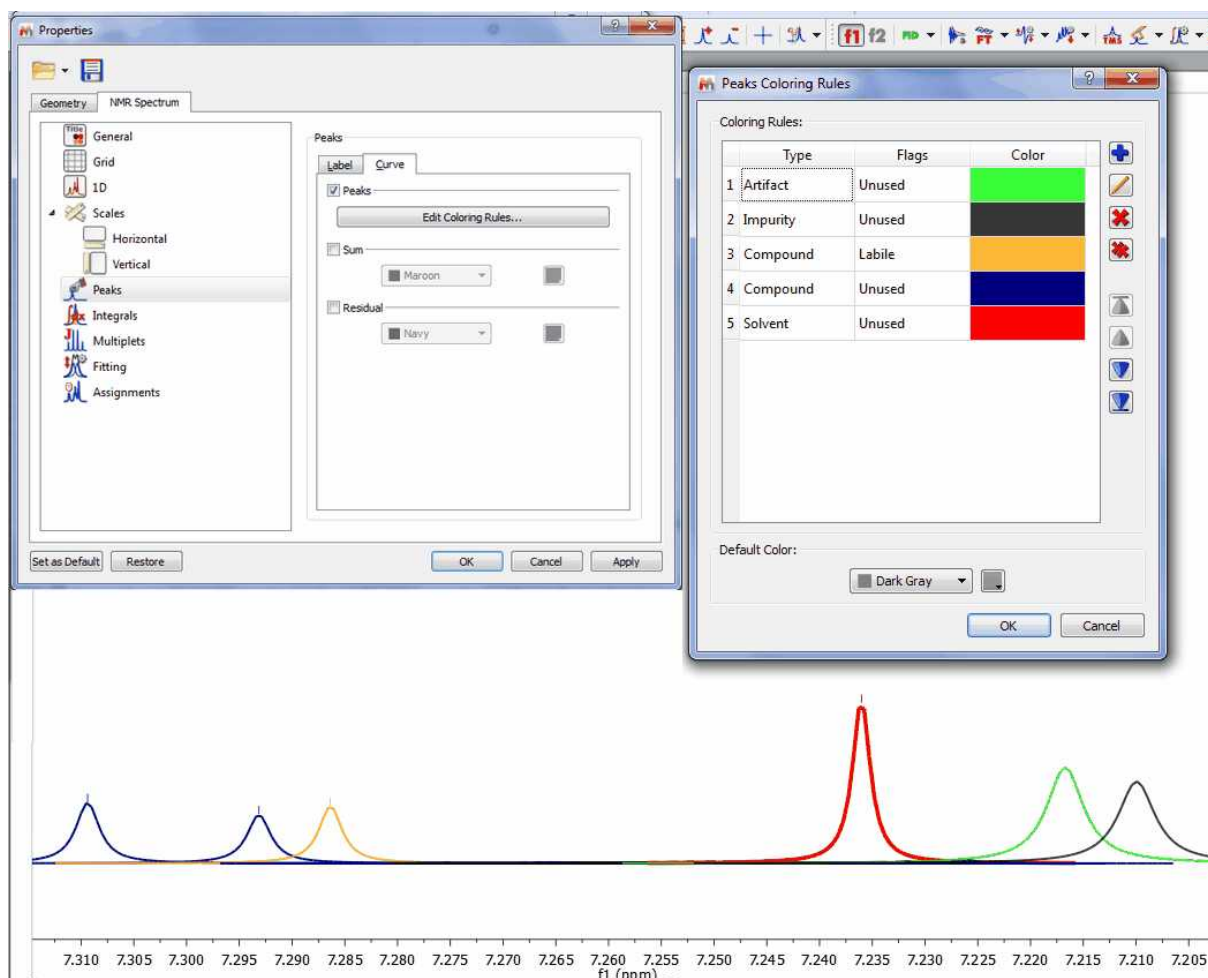 Properties
f1 f2
FID
FT
TMS
Geometry
NMR Spectrum
Title
General
Grid
1D
Scales
Horizontal
Vertical
Peaks
Integrals
Multiplets
Fitting
Assignments
Peaks
Label
Curve
Peaks
Edit Coloring Rules...
Sum
Maroon
Residual
Navy
Set as Default
Restore
OK
Cancel
Apply
Peaks Coloring Rules
Coloring Rules:
Type Flags Color
1 Artifact Unused
2 Impurity Unused
3 Compound Labile
4 Compound Unused
5 Solvent Unused
Default Color:
Dark Gray
OK
Cancel
7.310 7.305 7.300 7.295 7.290 7.285 7.280 7.275 7.270 7.265 7.260 7.255 7.250 7.245 7.240 7.235 7.230 7.225 7.220 7.215 7.210 7.205
f1 (ppm)